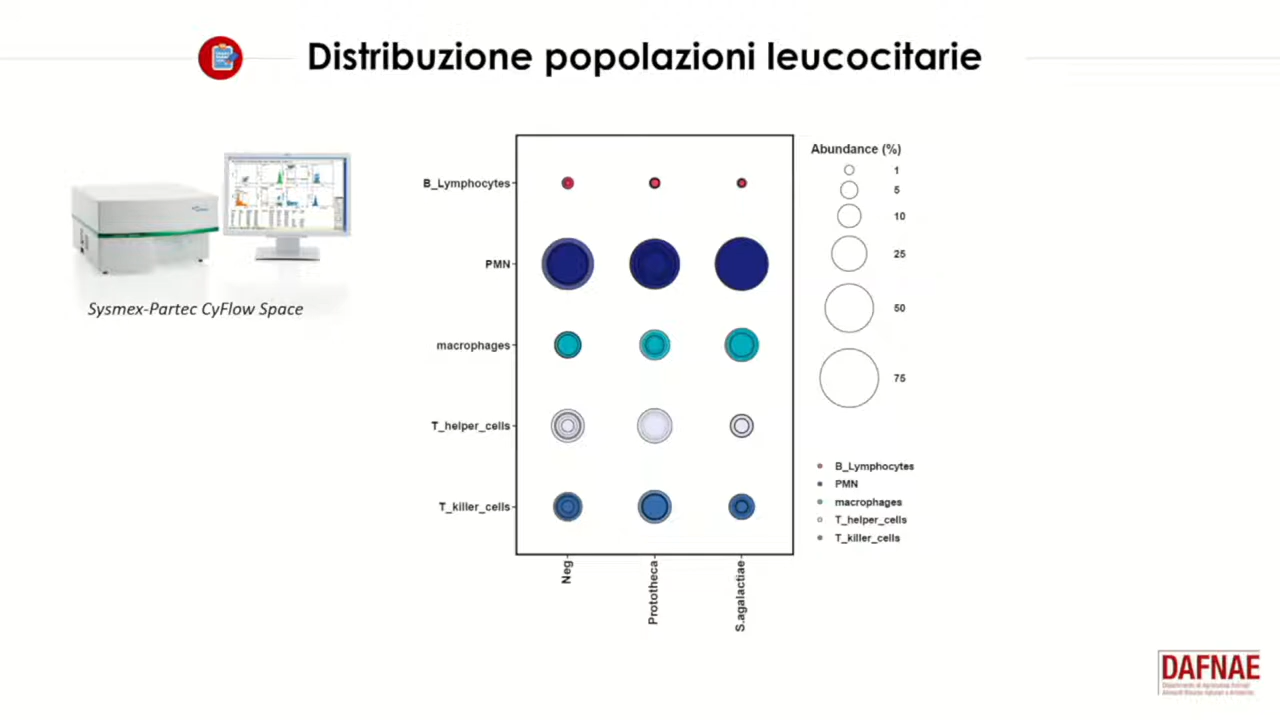 Distribuzione popolazioni leucocitarie
Sysmex-Partec CyFlow Space
B_Lymphocytes
PMN
macrophages
T_helper_cells
T_killer_cells
Neg
Prototheca
S.agalactiae
Abundance (%)
1
5
10
25
50
75
B_Lymphocytes
PMN
macrophages
T_helper_cells
T_killer_cells
DAFNAE